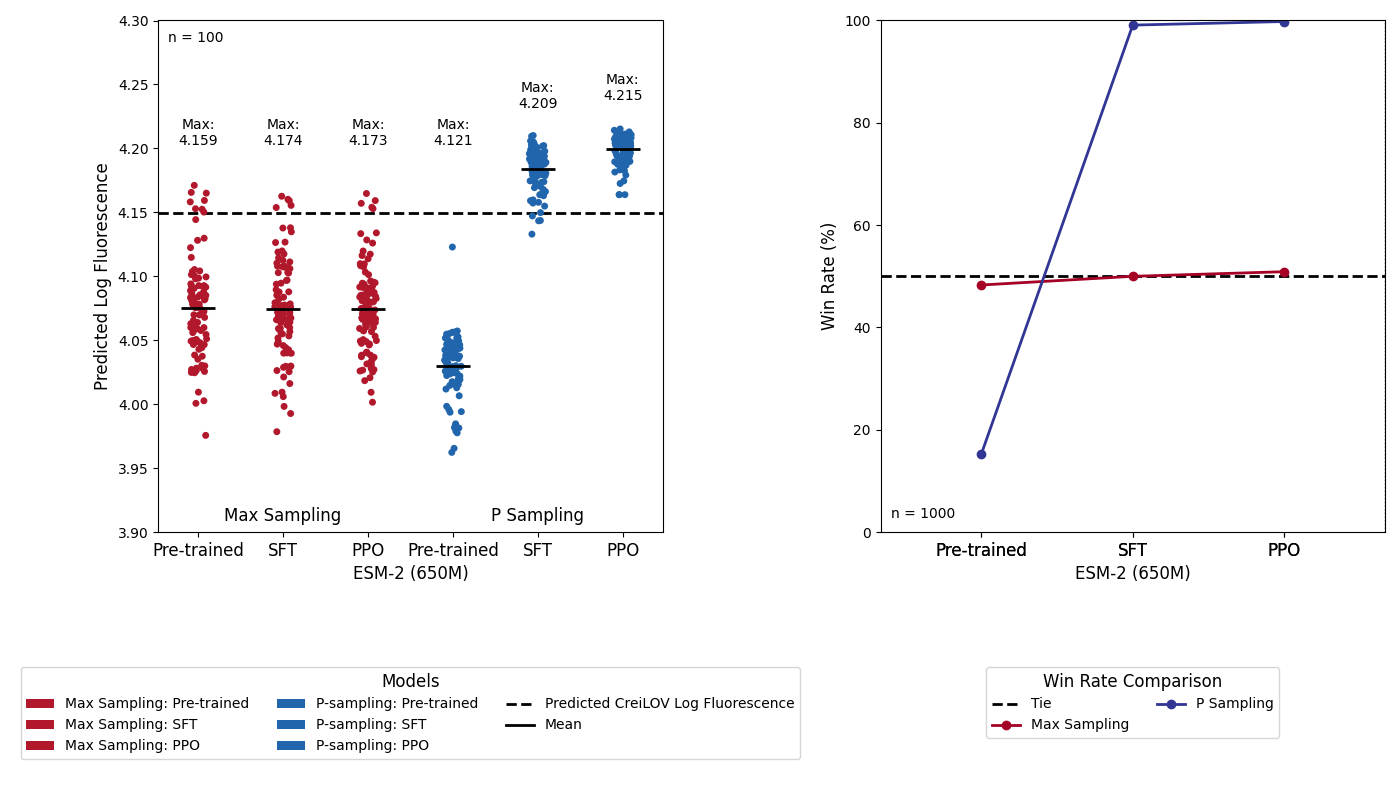 4.30
4.25
4.20
4.15
4.10
4.05
4.00
3.95
3.90
Predicted Log Fluorescence
n = 100
Max:
4.159
Max:
4.174
Max:
4.173
Max:
4.121
Max:
4.209
Max:
4.215
Max Sampling
P Sampling
Pre-trained
SFT
PPO
Pre-trained
SFT
PPO
ESM-2 (650M)
100
80
60
40
20
0
Win Rate (%)
n = 1000
Pre-trained
SFT
PPO
ESM-2 (650M)
Models
Max Sampling: Pre-trained
Max Sampling: SFT
Max Sampling: PPO
P-sampling: Pre-trained
P-sampling: SFT
P-sampling: PPO
Predicted CreiLOV Log Fluorescence
Mean
Win Rate Comparison
Tie
Max Sampling
P Sampling